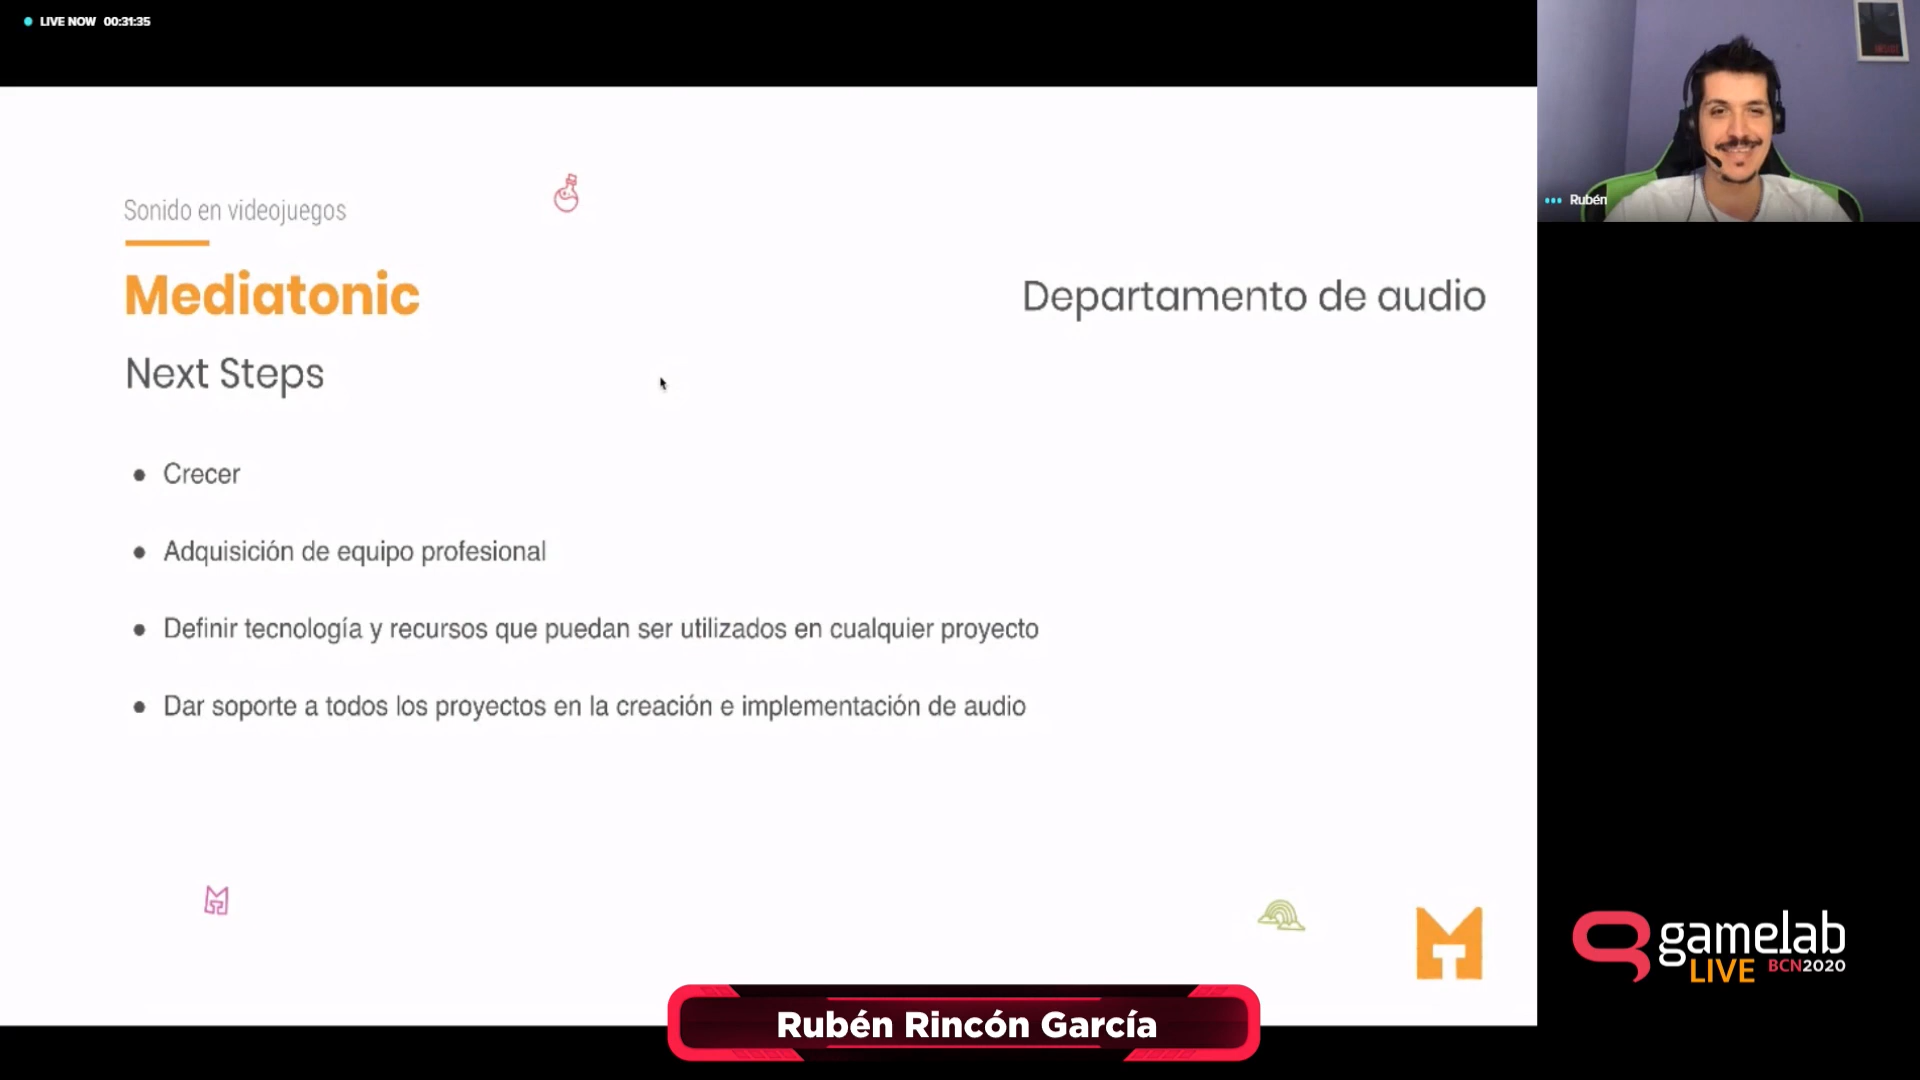 LIVE NOW 00:31:35
Sonido en videojuegos
Mediatonic
Departamento de audio
Next Steps
Crecer
Adquisición de equipo profesional
Definir tecnología y recursos que puedan ser utilizados en cualquier proyecto
Dar soporte a todos los proyectos en la creación e implementación de audio
Rubén
gamelab
LIVE BCN2020
Rubén Rincón García